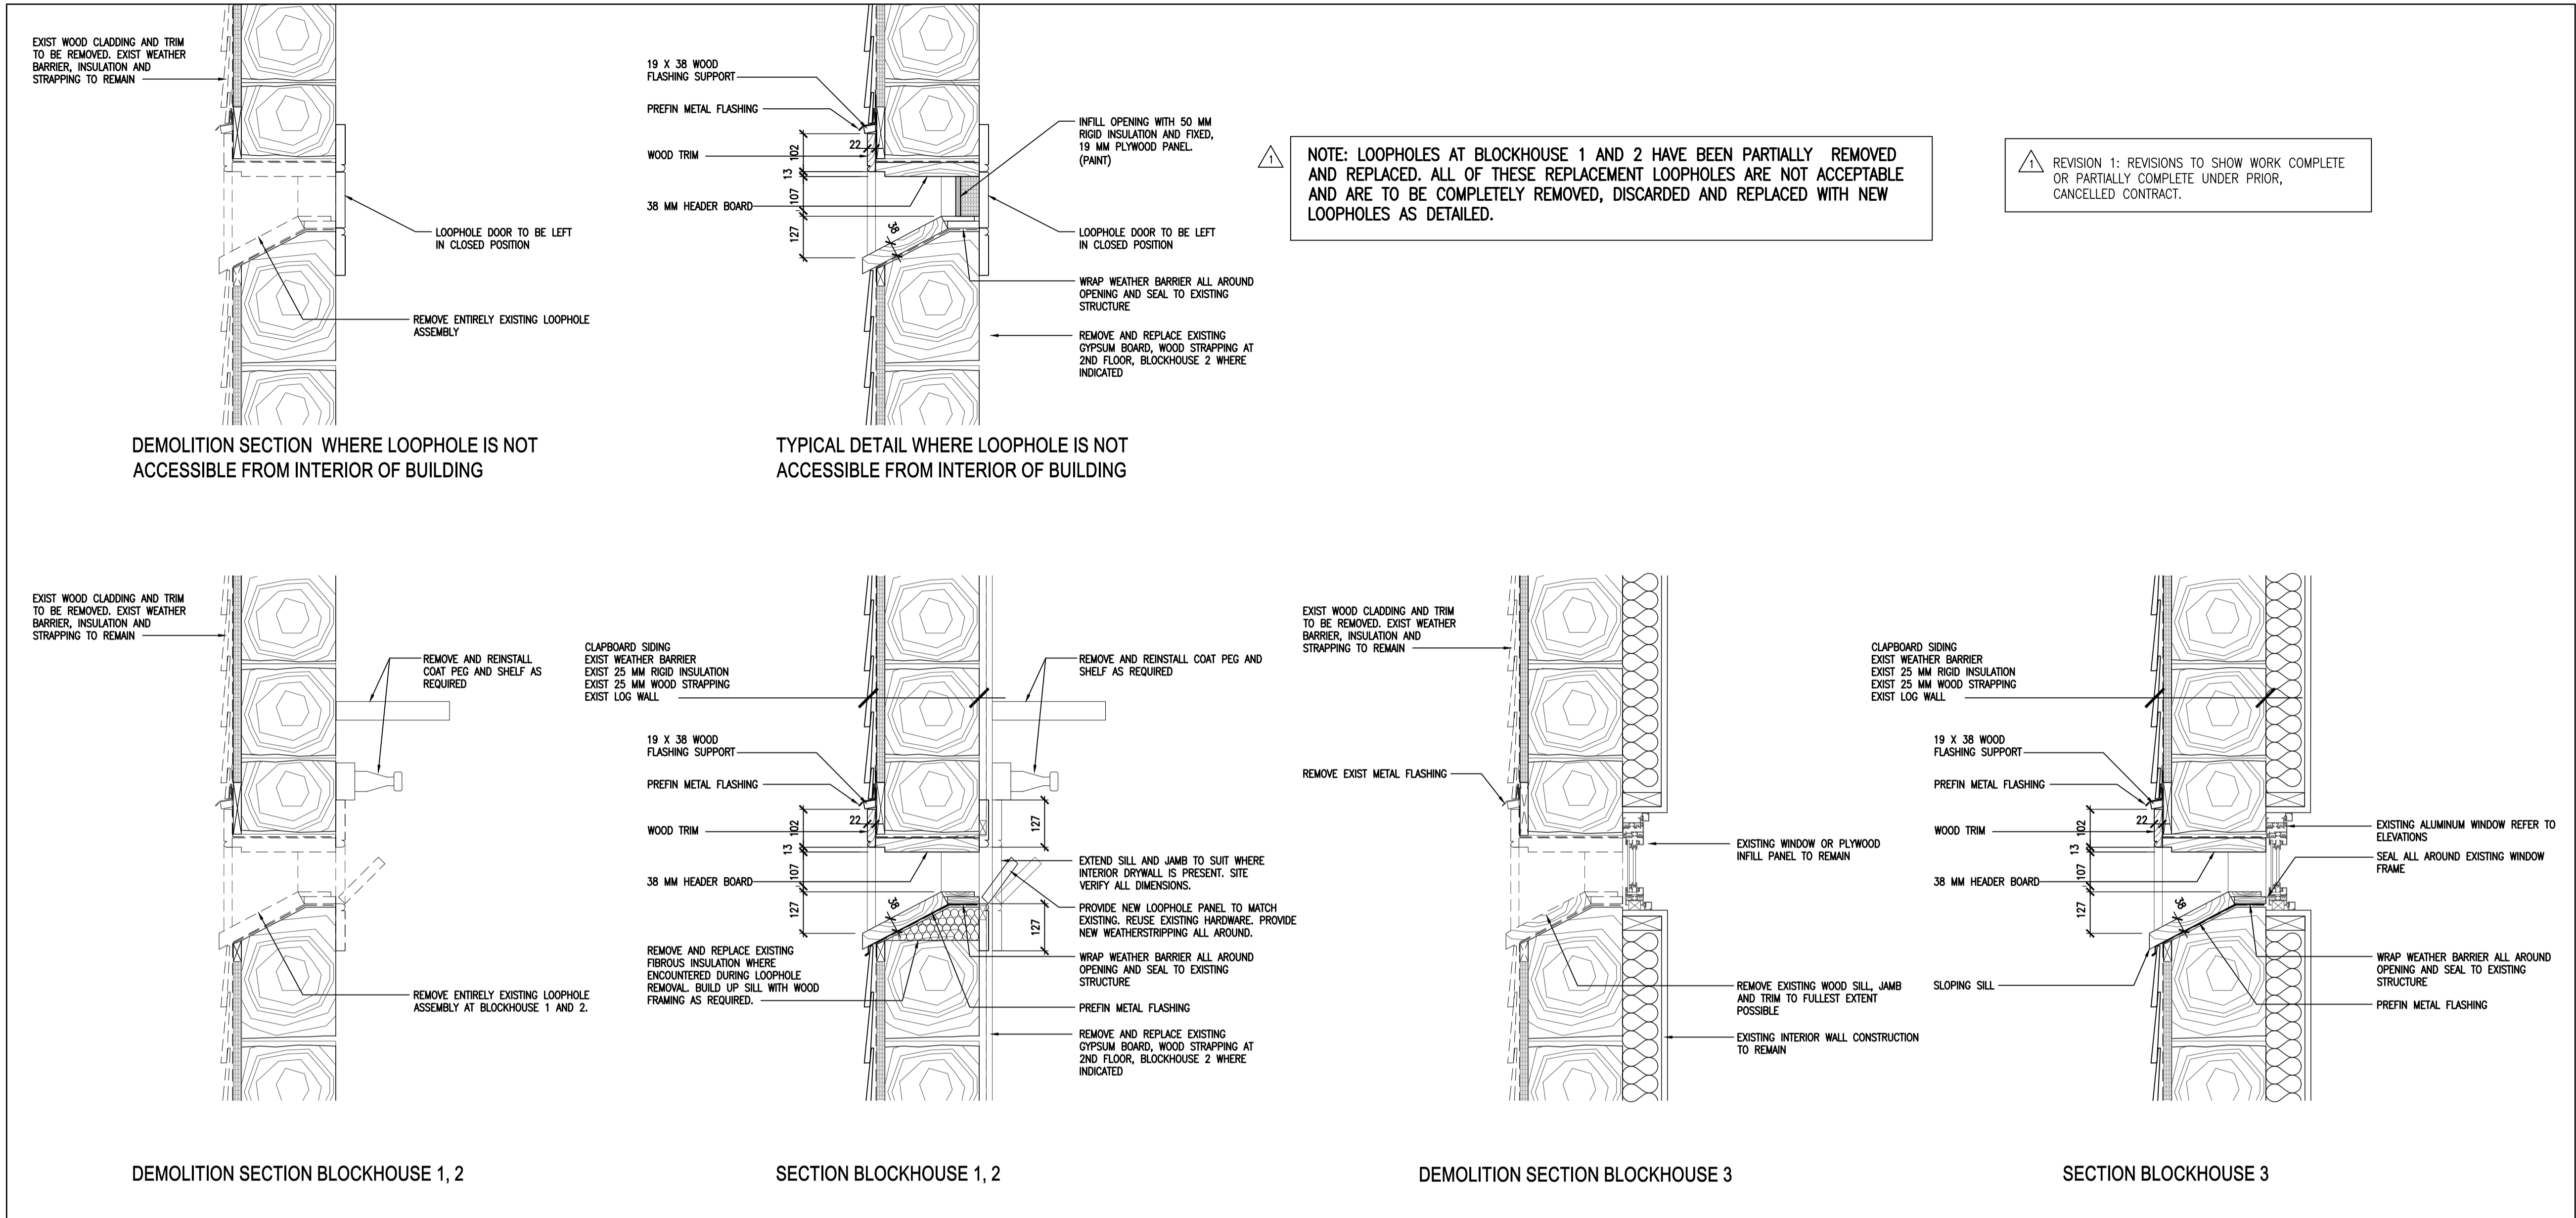 EXIST WOOD CLADDING AND TRIM
TO BE REMOVED. EXIST WEATHER
BARRIER, INSULATION AND
STRAPPING TO REMAIN
LOOPHOLE DOOR TO BE LEFT
IN CLOSED POSITION
REMOVE ENTIRELY EXISTING LOOPHOLE
ASSEMBLY
DEMOLITION SECTION WHERE LOOPHOLE IS NOT
ACCESSIBLE FROM INTERIOR OF BUILDING
19 X 38 WOOD
FLASHING SUPPORT
PREFIN METAL FLASHING
WOOD TRIM
38 MM HEADER BOARD
22
102
13
107
127
38
INFILL OPENING WITH 50 MM
RIGID INSULATION AND FIXED,
19 MM PLYWOOD PANEL.
(PAINT)
LOOPHOLE DOOR TO BE LEFT
IN CLOSED POSITION
WRAP WEATHER BARRIER ALL AROUND
OPENING AND SEAL TO EXISTING
STRUCTURE
REMOVE AND REPLACE EXISTING
GYPSUM BOARD, WOOD STRAPPING AT
2ND FLOOR, BLOCKHOUSE 2 WHERE
INDICATED
TYPICAL DETAIL WHERE LOOPHOLE IS NOT
ACCESSIBLE FROM INTERIOR OF BUILDING
1
NOTE: LOOPHOLES AT BLOCKHOUSE 1 AND 2 HAVE BEEN PARTIALLY REMOVED
AND REPLACED. ALL OF THESE REPLACEMENT LOOPHOLES ARE NOT ACCEPTABLE
AND ARE TO BE COMPLETELY REMOVED, DISCARDED AND REPLACED WITH NEW
LOOPHOLES AS DETAILED.
1
REVISION 1: REVISIONS TO SHOW WORK COMPLETE
OR PARTIALLY COMPLETE UNDER PRIOR,
CANCELLED CONTRACT.
EXIST WOOD CLADDING AND TRIM
TO BE REMOVED. EXIST WEATHER
BARRIER, INSULATION AND
STRAPPING TO REMAIN
REMOVE AND REINSTALL
COAT PEG AND SHELF AS
REQUIRED
REMOVE ENTIRELY EXISTING LOOPHOLE
ASSEMBLY AT BLOCKHOUSE 1 AND 2.
DEMOLITION SECTION BLOCKHOUSE 1, 2
CLAPBOARD SIDING
EXIST WEATHER BARRIER
EXIST 25 MM RIGID INSULATION
EXIST 25 MM WOOD STRAPPING
EXIST LOG WALL
19 X 38 WOOD
FLASHING SUPPORT
PREFIN METAL FLASHING
WOOD TRIM
38 MM HEADER BOARD
REMOVE AND REPLACE EXISTING
FIBROUS INSULATION WHERE
ENCOUNTERED DURING LOOPHOLE
REMOVAL. BUILD UP SILL WITH WOOD
FRAMING AS REQUIRED.
22
102
13
107
127
38
127
127
REMOVE AND REINSTALL COAT PEG AND
SHELF AS REQUIRED
EXTEND SILL AND JAMB TO SUIT WHERE
INTERIOR DRYWALL IS PRESENT. SITE
VERIFY ALL DIMENSIONS.
PROVIDE NEW LOOPHOLE PANEL TO MATCH
EXISTING. REUSE EXISTING HARDWARE. PROVIDE
NEW WEATHERSTRIPPING ALL AROUND.
WRAP WEATHER BARRIER ALL AROUND
OPENING AND SEAL TO EXISTING
STRUCTURE
PREFIN METAL FLASHING
REMOVE AND REPLACE EXISTING
GYPSUM BOARD, WOOD STRAPPING AT
2ND FLOOR, BLOCKHOUSE 2 WHERE
INDICATED
SECTION BLOCKHOUSE 1, 2
EXIST WOOD CLADDING AND TRIM
TO BE REMOVED. EXIST WEATHER
BARRIER, INSULATION AND
STRAPPING TO REMAIN
REMOVE EXIST METAL FLASHING
EXISTING WINDOW OR PLYWOOD
INFILL PANEL TO REMAIN
REMOVE EXISTING WOOD SILL, JAMB
AND TRIM TO FULLEST EXTENT
POSSIBLE
EXISTING INTERIOR WALL CONSTRUCTION
TO REMAIN
DEMOLITION SECTION BLOCKHOUSE 3
CLAPBOARD SIDING
EXIST WEATHER BARRIER
EXIST 25 MM RIGID INSULATION
EXIST 25 MM WOOD STRAPPING
EXIST LOG WALL
19 X 38 WOOD
FLASHING SUPPORT
PREFIN METAL FLASHING
WOOD TRIM
38 MM HEADER BOARD
SLOPING SILL
22
102
13
107
127
38
EXISTING ALUMINUM WINDOW REFER TO
ELEVATIONS
SEAL ALL AROUND EXISTING WINDOW
FRAME
WRAP WEATHER BARRIER ALL AROUND
OPENING AND SEAL TO EXISTING
STRUCTURE
PREFIN METAL FLASHING
SECTION BLOCKHOUSE 3